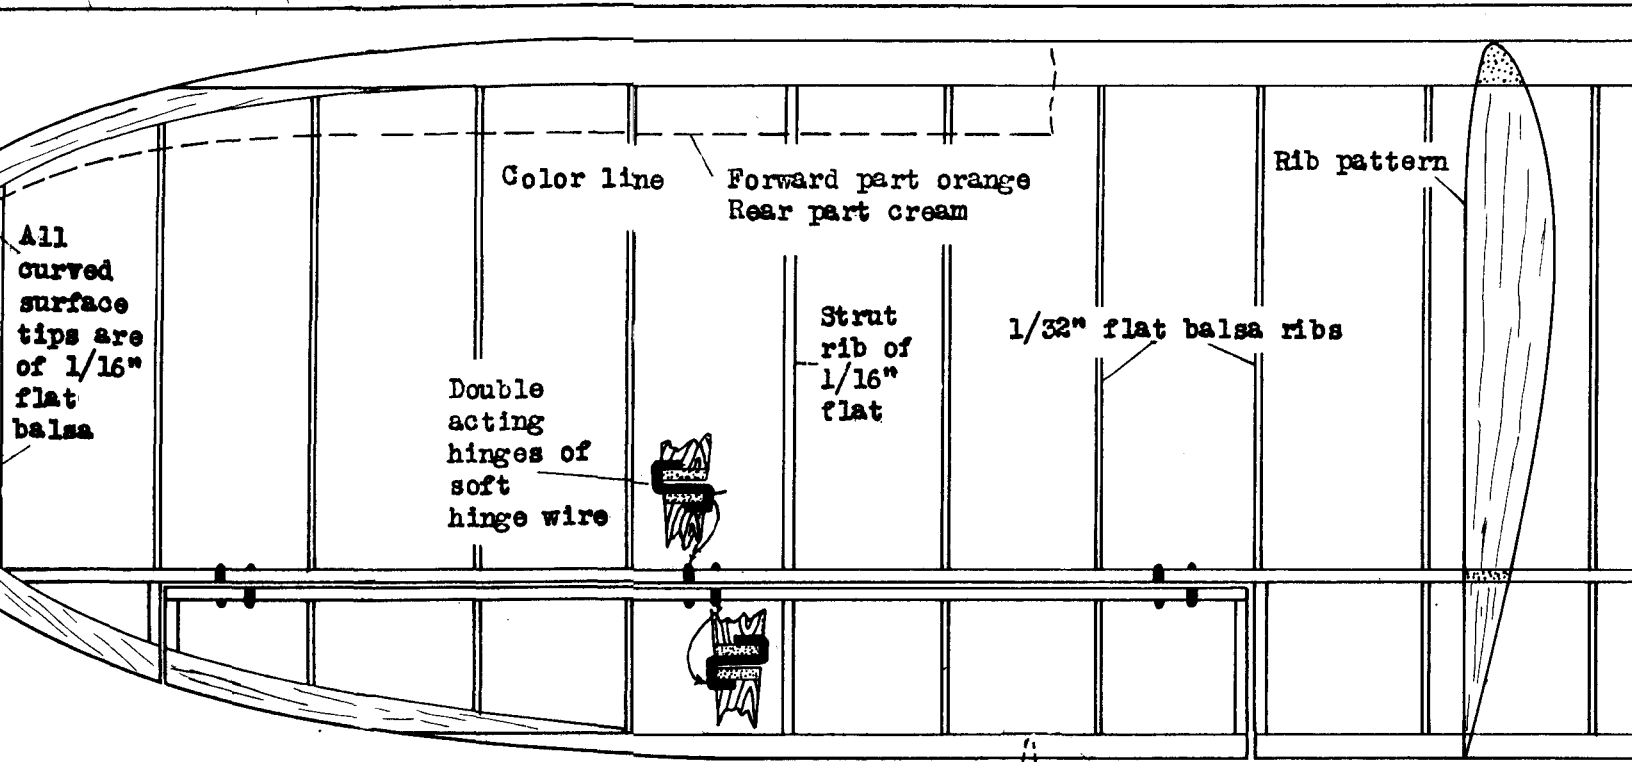 Color line
Forward part orange
Rear part cream
Rib pattern
All
curved
surface
tips are
of 1/16"
flat
balsa
Strut
rib of
1/16"
flat
1/32" flat balsa ribs
Double
acting
hinges of
soft
hinge wire